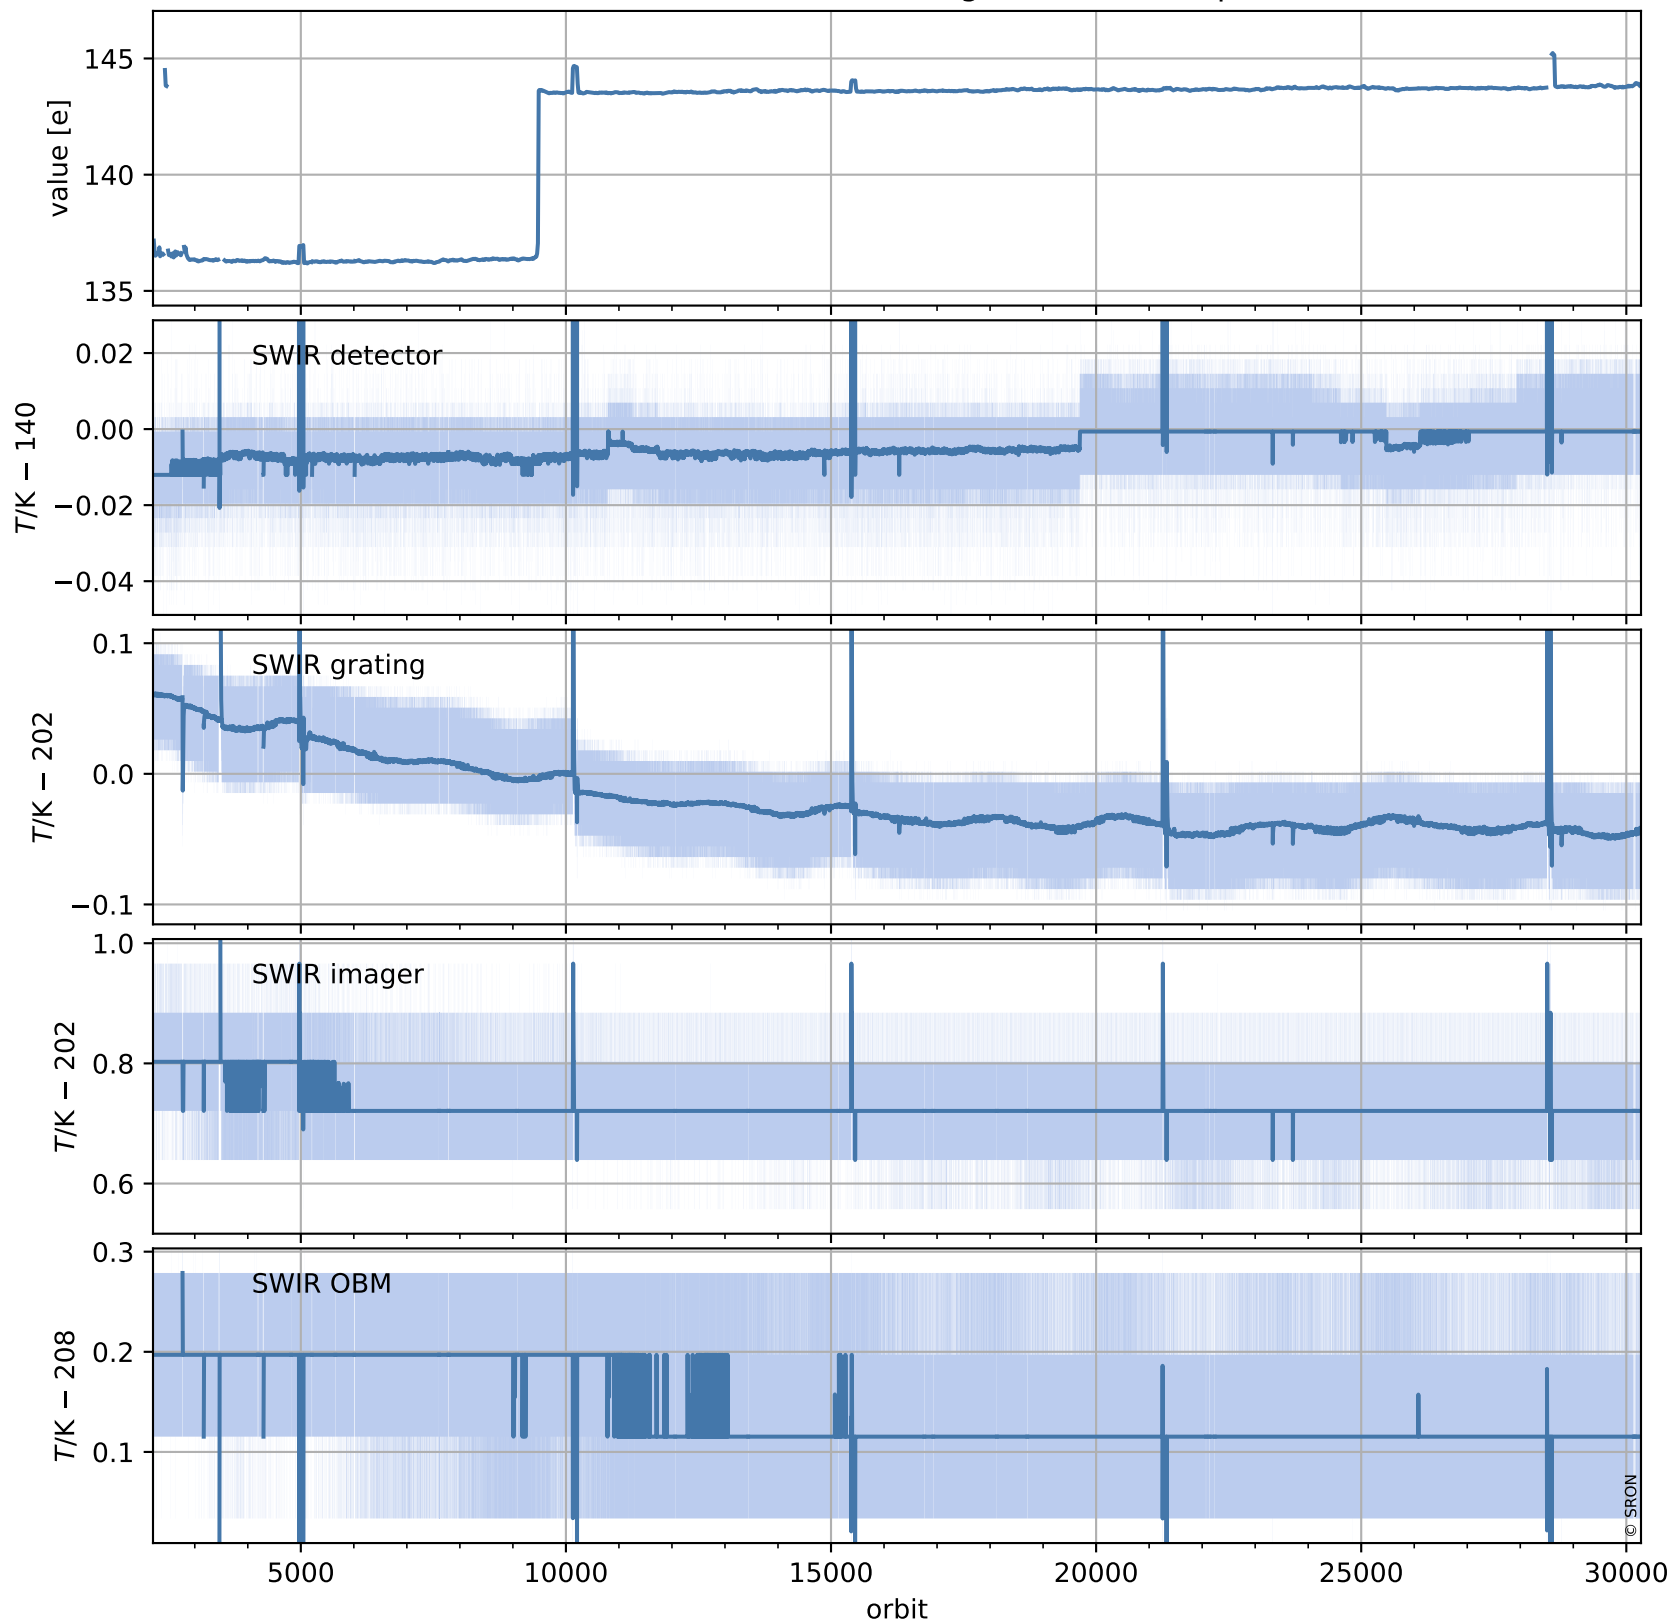 145
140
135
value [e]
SWIR detector
0.02
0.00
−0.02
−0.04
T/K − 140
SWIR grating
0.1
0.0
−0.1
T/K − 202
SWIR imager
1.0
0.8
0.6
T/K − 202
SWIR OBM
0.3
0.2
0.1
T/K − 208
© SRON
5000 10000 15000 20000 25000 30000
orbit